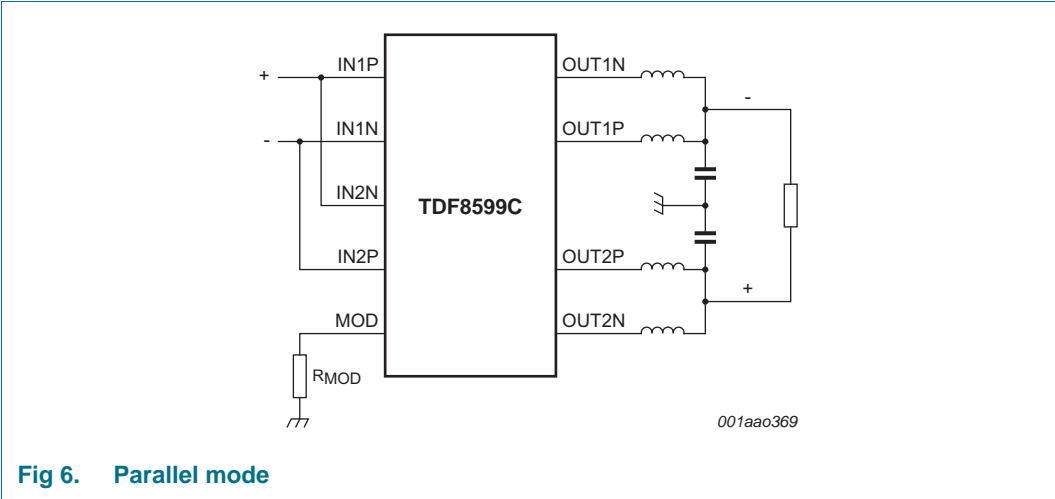 IN1P
OUT1N
+
-
IN1N
OUT1P
-
IN2N
TDF8599C
IN2P
OUT2P
+
MOD
OUT2N
RMOD
001aao369
Fig 6. Parallel mode